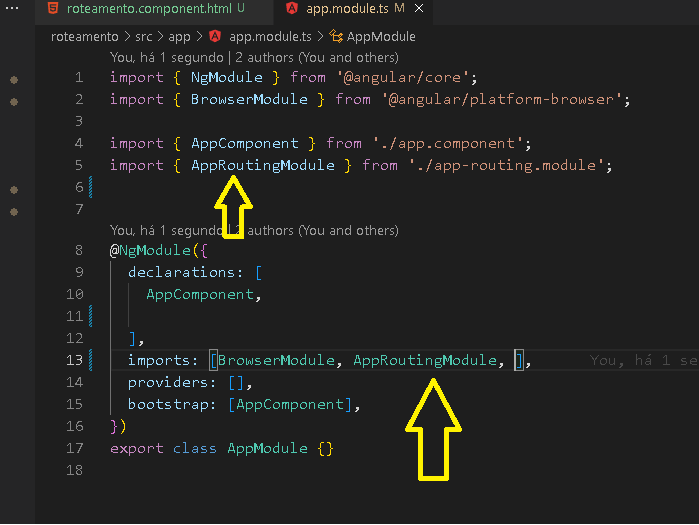 roteamento.component.html U app.module.ts M
roteamento > src > app > app.module.ts > AppModule
You, há 1 segundo | 2 authors (You and others)
1 import { NgModule } from '@angular/core';
2 import { BrowserModule } from '@angular/platform-browser';
3
4 import { AppComponent } from './app.component';
5 import { AppRoutingModule } from './app-routing.module';
6
7
You, há 1 segundo | 2 authors (You and others)
8 @NgModule({
9 declarations: [
10 AppComponent,
11
12 ],
13 imports: [BrowserModule, AppRoutingModule, ], You, há 1 se
14 providers: [],
15 bootstrap: [AppComponent],
16 })
17 export class AppModule {}
18